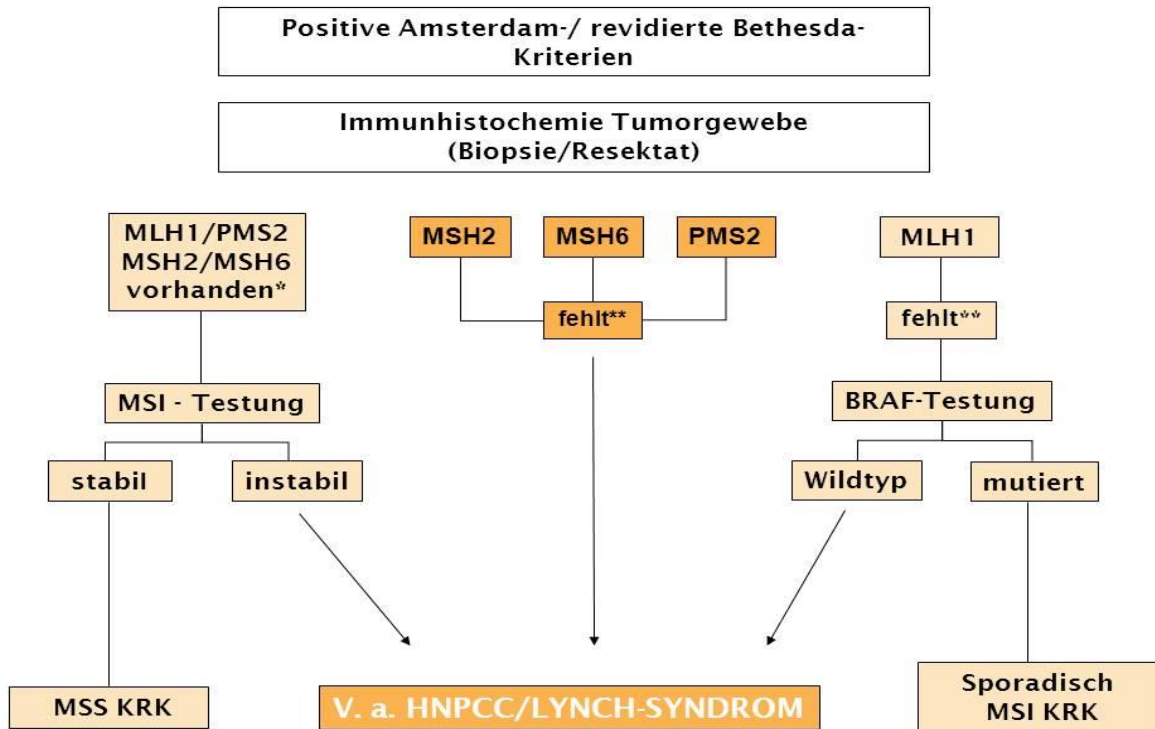 Positive Amsterdam-/ revidierte Bethesda-
Kriterien
Immunhistochemie Tumorgewebe
(Biopsie/Resektat)
MLH1/PMS2
MSH2/MSH6
vorhanden*
MSH2
MSH6
PMS2
MLH1
fehlt**
fehlt**
MSI - Testung
BRAF-Testung
stabil
instabil
Wildtyp
mutiert
MSS KRK
V. a. HNPCC/LYNCH-SYNDROM
Sporadisch
MSI KRK